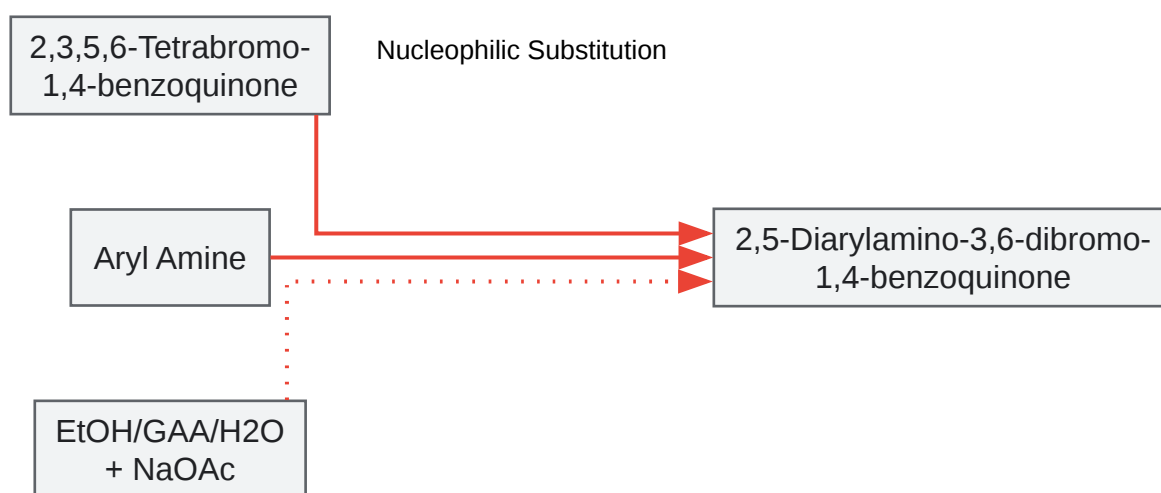 2,3,5,6-Tetrabromo-
1,4-benzoquinone
Nucleophilic Substitution
Aryl Amine
2,5-Diarylamino-3,6-dibromo-
1,4-benzoquinone
EtOH/GAA/H2O
+ NaOAc